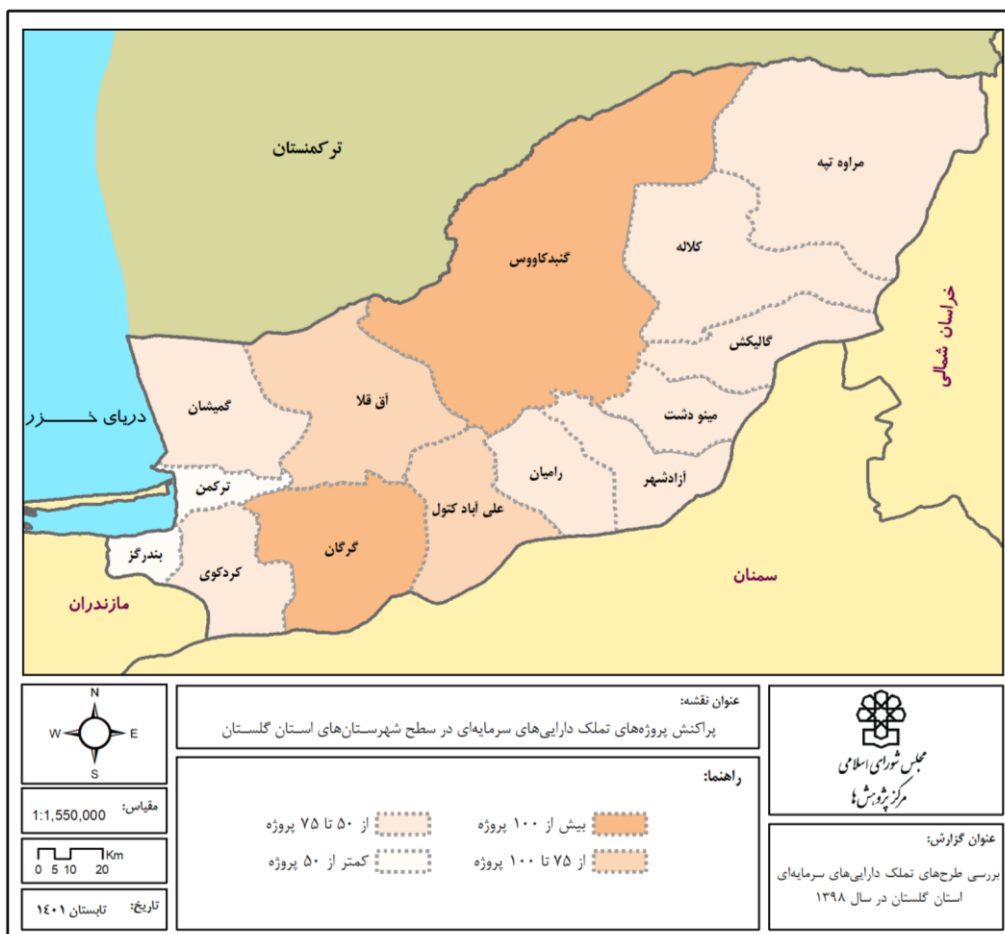 ترکمنستان
مراوه تپه
کلاله
گنبدکاووس
خراسان شمالی
گالیکش
آق قلا
گمیشان
دریای خـــــزر
مینو دشت
رامیان
آزادشهر
ترکمن
علی آباد کتول
گرگان
بندرگز
کردکوی
سمنان
مازندران
N
W E
S
مقیاس:
1:1,550,000
Km
0 5 10 20
تاریخ: تابستان ١٤٠١
عنوان نقشه:
پراکنش پروژه‌های تملک دارایی‌های سرمایه‌ای در سطح شهرستان‌های استان گلستان
راهنما:
بیش از ۱۰۰ پروژه
از ۵۰ تا ۷۵ پروژه
از ۷۵ تا ۱۰۰ پروژه
کمتر از ۵۰ پروژه
مجلس شورای اسلامی
مرکز پژوهش‌ها
عنوان گزارش:
بررسی طرح‌های تملک دارایی‌های سرمایه‌ای
استان گلستان در سال ۱۳۹۸